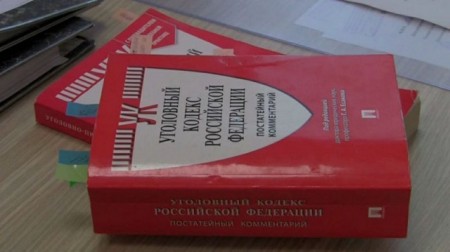 УК
УГОЛОВНЫЙ
КОДЕКС
РОССИЙСКОЙ
ФЕДЕРАЦИИ
ПОСТАТЕЙНЫЙ
КОММЕНТАРИЙ
УГОЛОВНЫЙ КОДЕКС
РОССИЙСКОЙ ФЕДЕРАЦИИ
ПОСТАТЕЙНЫЙ КОММЕНТАРИЙ